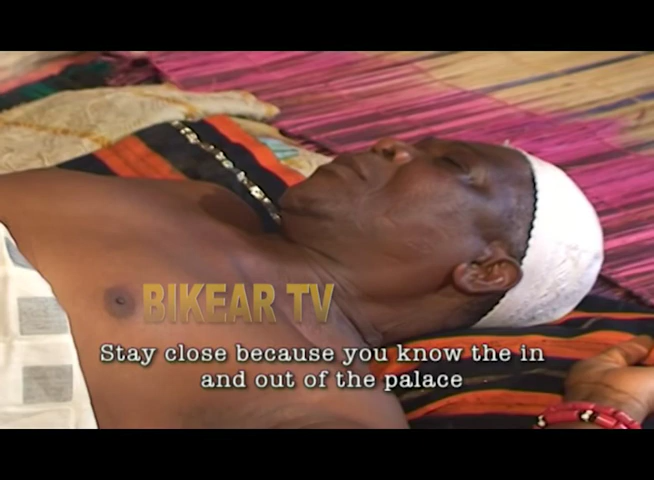 BIKEAR TV
Stay close because you know the in
and out of the palace